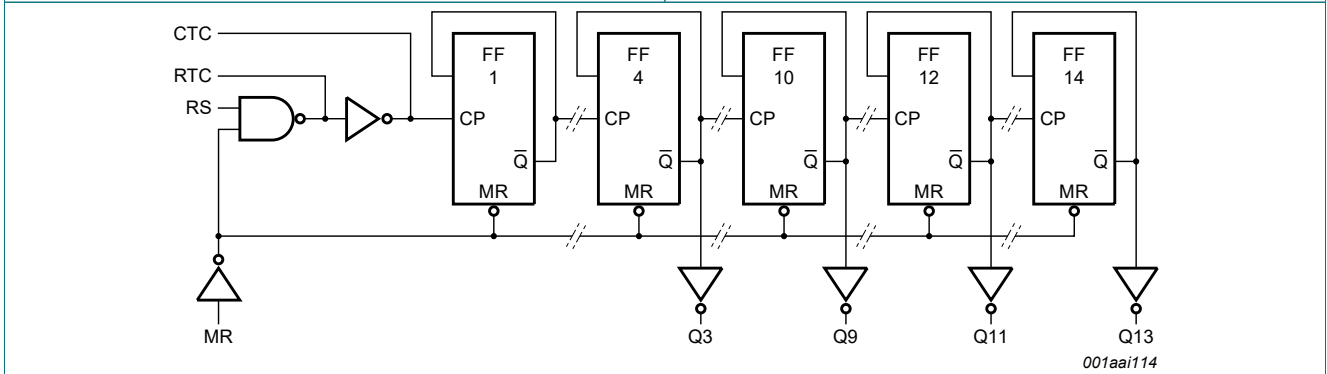 CTC
RTC
RS
FF
1
CP
Q
MR
FF
4
CP
Q
MR
FF
10
CP
Q
MR
FF
12
CP
Q
MR
FF
14
CP
Q
MR
MR
Q3
Q9
Q11
Q13
001aai114